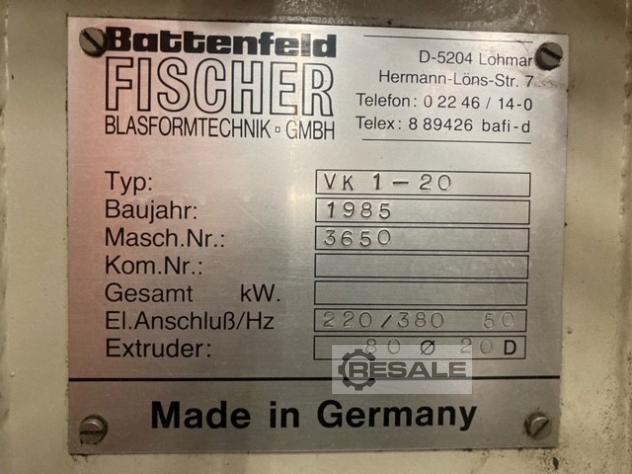 Battenfeld
FISCHER
BLASFORMTECHNIK▫GMBH
D-5204 Lohmar
Hermann-Löns-Str. 7
Telefon: 0 22 46 / 14-0
Telex: 8 89426 bafi-d
Typ: VK 1-20
Baujahr: 1985
Masch.Nr.: 3650
Kom.Nr.:
Gesamt kW.
El.Anschluß/Hz 220/380 50
Extruder: 80 Ø 20 D
RESALE
Made in Germany